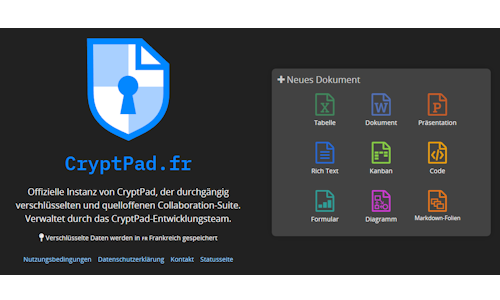 CryptPad.fr
Offizielle Instanz von CryptPad, der durchgängig
verschlüsselten und quelloffenen Collaboration-Suite.
Verwaltet durch das CryptPad-Entwicklungsteam.
Verschlüsselte Daten werden in FR Frankreich gespeichert
Nutzungsbedingungen Datenschutzerklärung Kontakt Statusseite
Neues Dokument
X W P
Tabelle Dokument Präsentation
Rich Text Kanban Code
Formular Diagramm Markdown-Folien